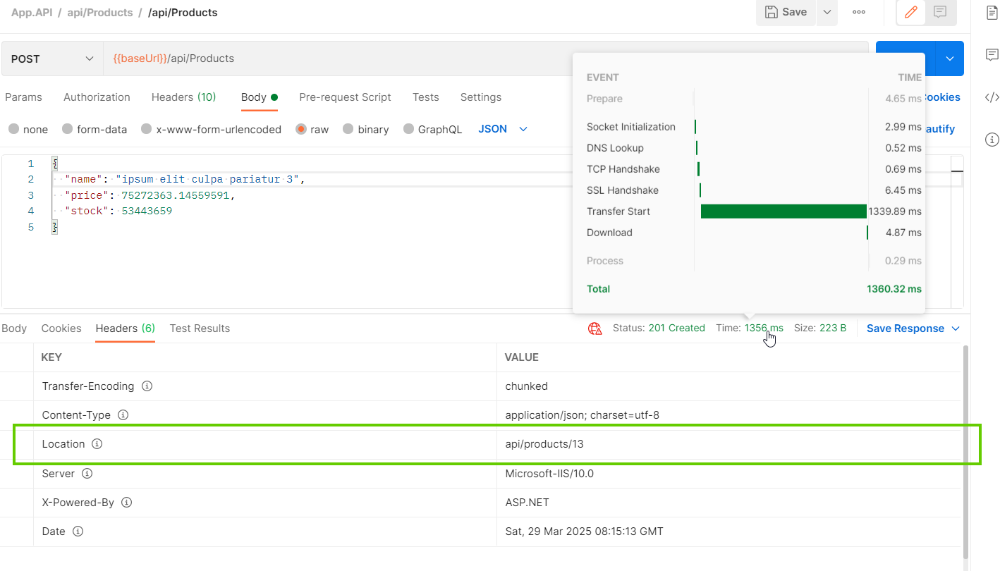 App.API / api/Products / /api/Products
Save
POST
{{baseUrl}}/api/Products
Params Authorization Headers (10) Body Pre-request Script Tests Settings
ookies
none form-data x-www-form-urlencoded raw binary GraphQL JSON
autify
1 {
2 "name": "ipsum elit culpa pariatur 3",
3 "price": 75272363.14559591,
4 "stock": 53443659
5 }
EVENT TIME
Prepare 4.65 ms
Socket Initialization 2.99 ms
DNS Lookup 0.52 ms
TCP Handshake 0.69 ms
SSL Handshake 6.45 ms
Transfer Start 1339.89 ms
Download 4.87 ms
Process 0.29 ms
Total 1360.32 ms
Body Cookies Headers (6) Test Results
Status: 201 Created Time: 1356 ms Size: 223 B Save Response
KEY VALUE
Transfer-Encoding chunked
Content-Type application/json; charset=utf-8
Location api/products/13
Server Microsoft-IIS/10.0
X-Powered-By ASP.NET
Date Sat, 29 Mar 2025 08:15:13 GMT